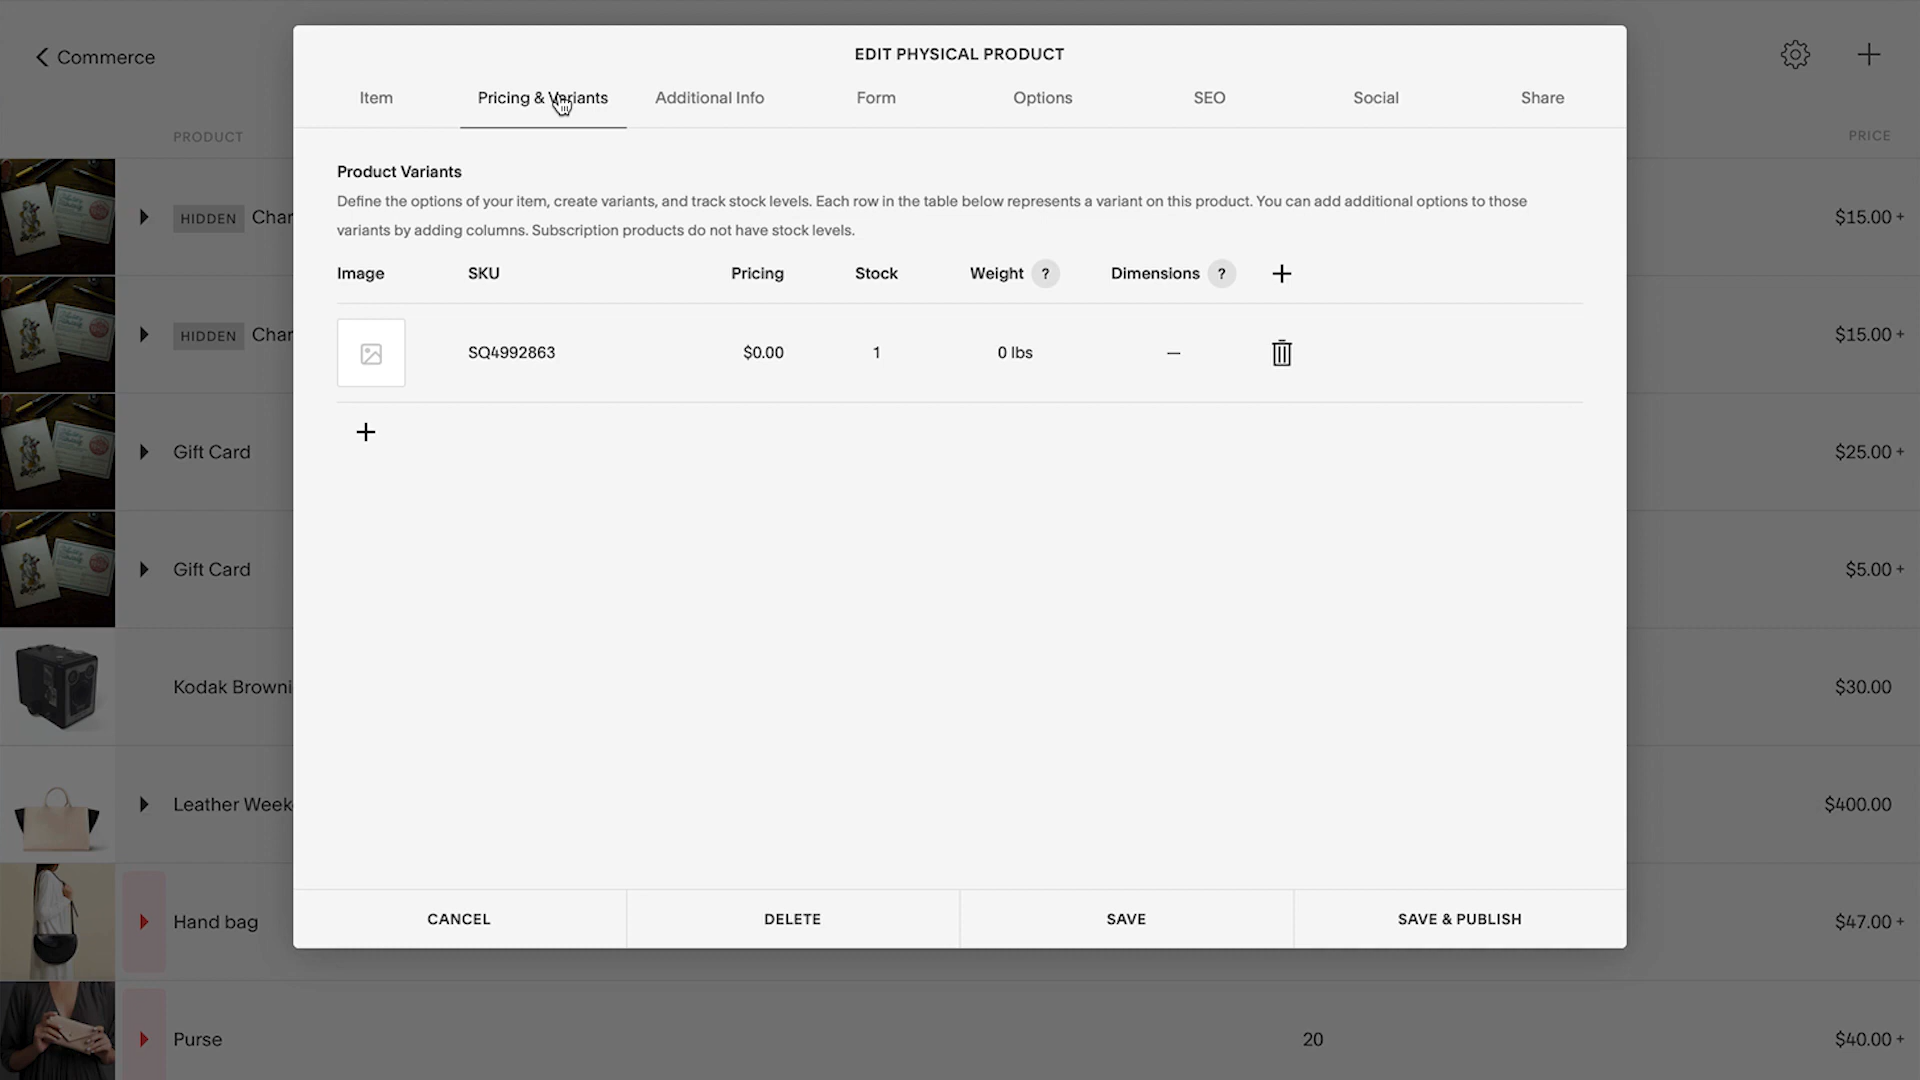 Commerce
EDIT PHYSICAL PRODUCT
Item
Pricing & Variants
Additional Info
Form
Options
SEO
Social
Share
PRODUCT
PRICE
Product Variants
Define the options of your item, create variants, and track stock levels. Each row in the table below represents a variant on this product. You can add additional options to those
variants by adding columns. Subscription products do not have stock levels.
Image
SKU
Pricing
Stock
Weight ?
Dimensions ?
+
SQ4992863
$0.00
1
0 lbs
—
+
HIDDEN Char
$15.00 +
HIDDEN Char
$15.00 +
Gift Card
$25.00 +
Gift Card
$5.00 +
Kodak Browni
$30.00
Leather Week
$400.00
Hand bag
$47.00 +
Purse
20
$40.00 +
CANCEL
DELETE
SAVE
SAVE & PUBLISH